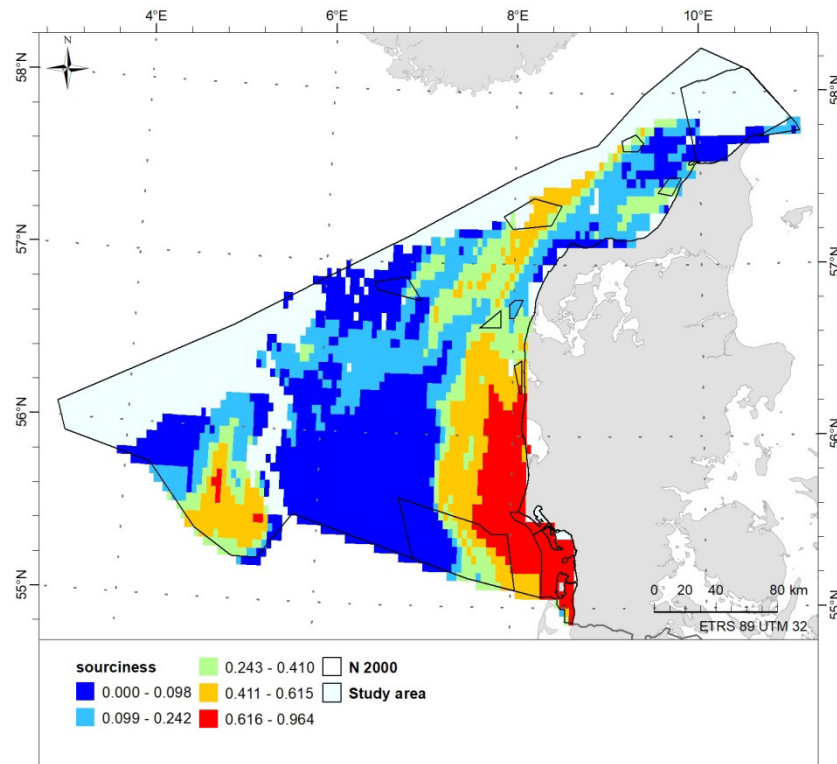 4°E 6°E 8°E 10°E
N
58°N 58°N
57°N 57°N
56°N 56°N
55°N 55°N
0 20 40 80 km
ETRS 89 UTM 32
sourciness
0.000 - 0.098
0.099 - 0.242
0.243 - 0.410
0.411 - 0.615
0.616 - 0.964
N 2000
Study area